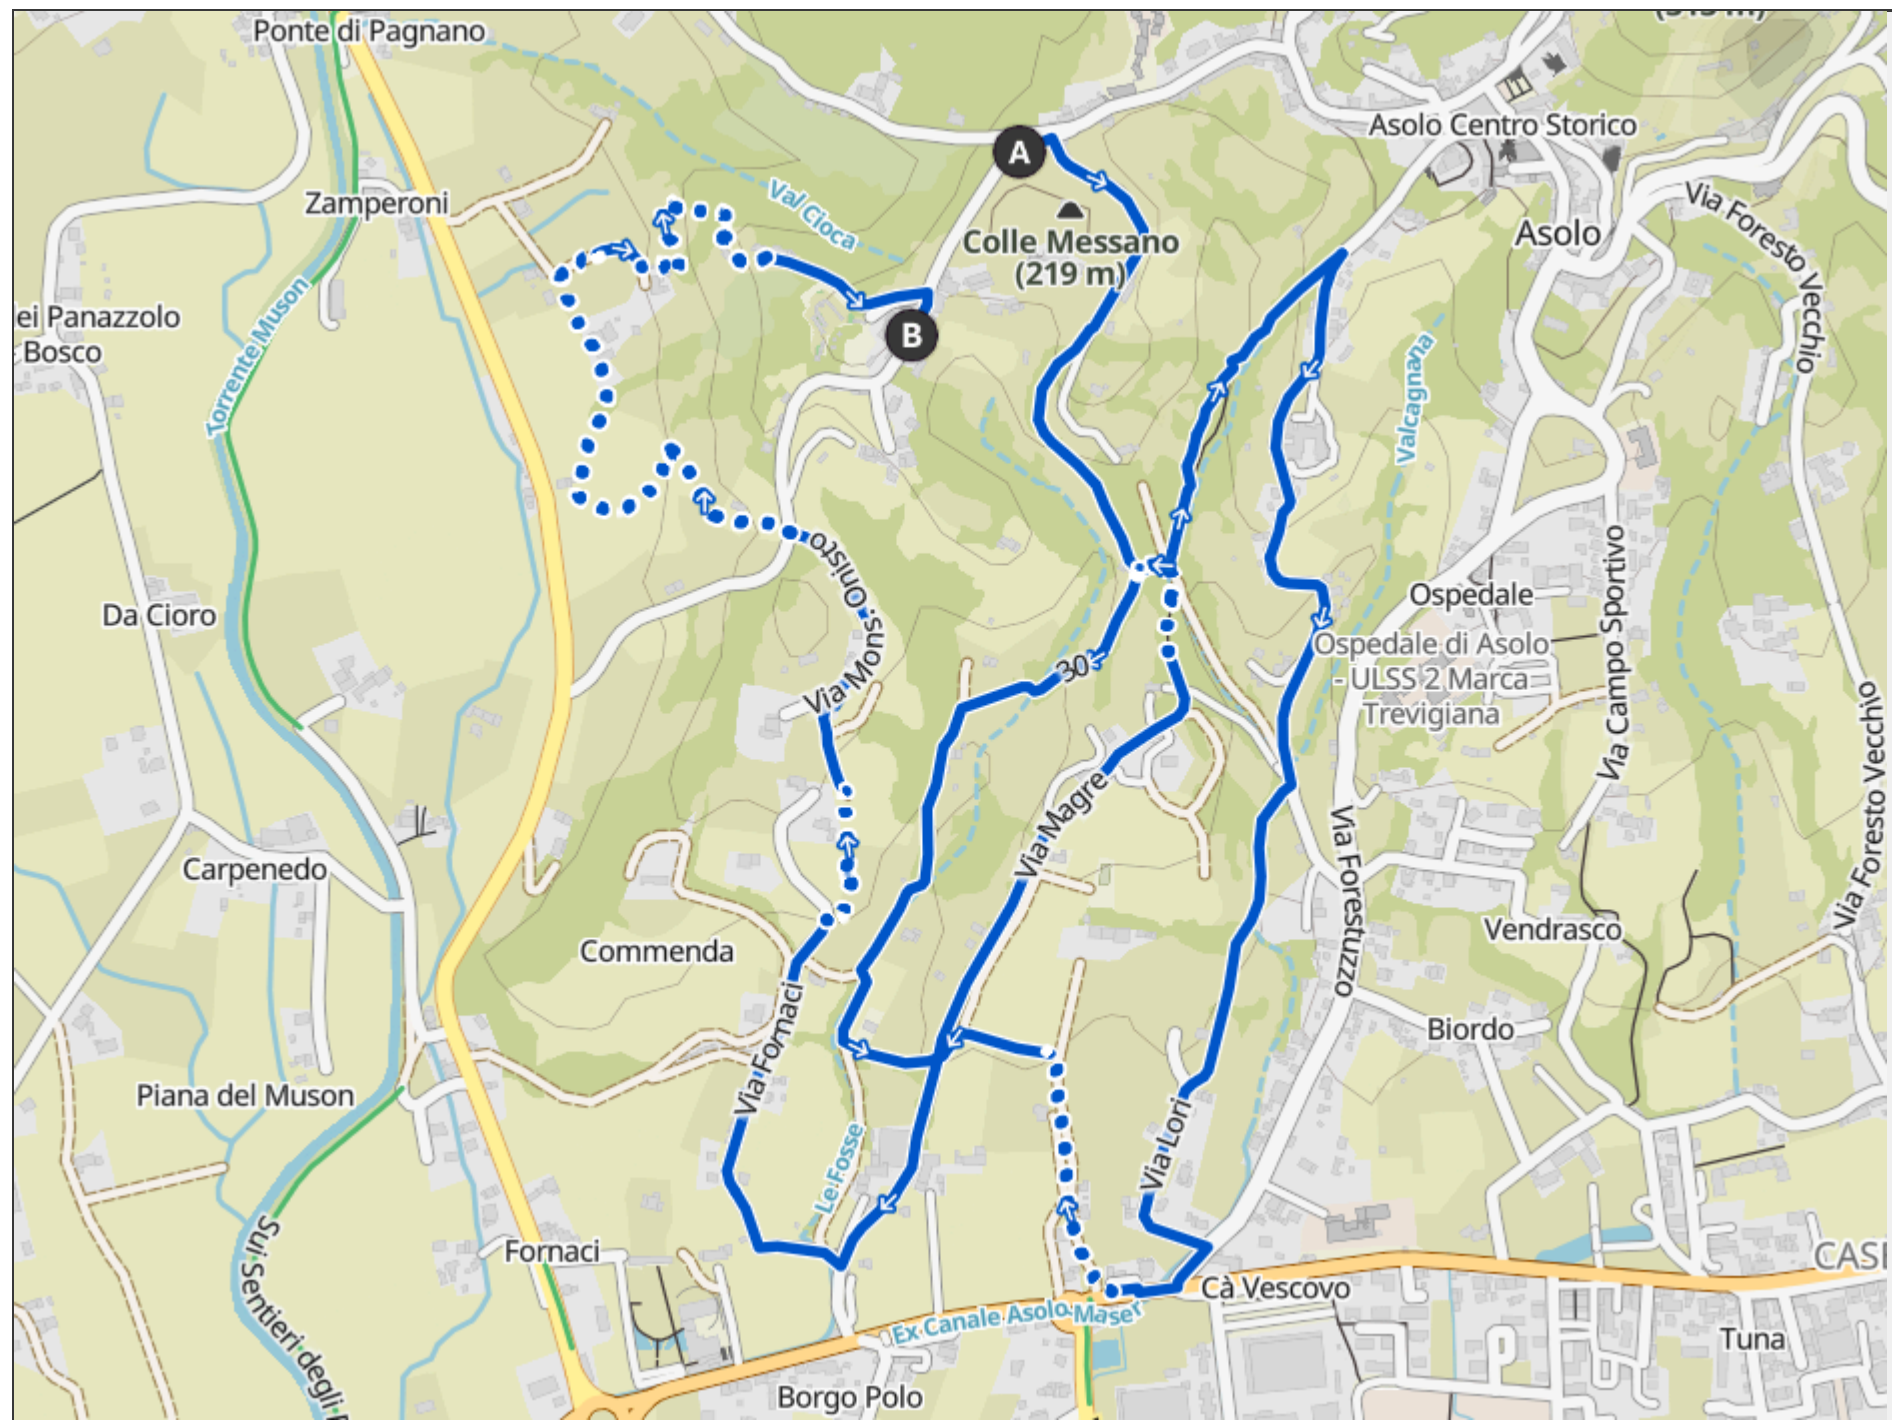 Ponte di Pagnano
Asolo Centro Storico
A
Zamperoni
Val Cioca
Via Foresto Vecchio
Asolo
Colle Messano
(219 m)
Torrente Muson
B
Bosco
Valcagnana
Via Mons. Onisto
Via Campo Sportivo
Da Cioro
Ospedale
Ospedale di Asolo
- ULSS 2 Marca
Trevigiana
30
Via Foresto Vecchio
Via Magre
Via Forestuzzo
Carpenedo
Vendrasco
Commenda
Via Fornaci
Biordo
Piana del Muson
Via Lori
Le Fosse
Fornaci
Sui Sentieri degli
Cà Vescovo
Ex Canale Asolo-Maser
Tuna
Borgo Polo